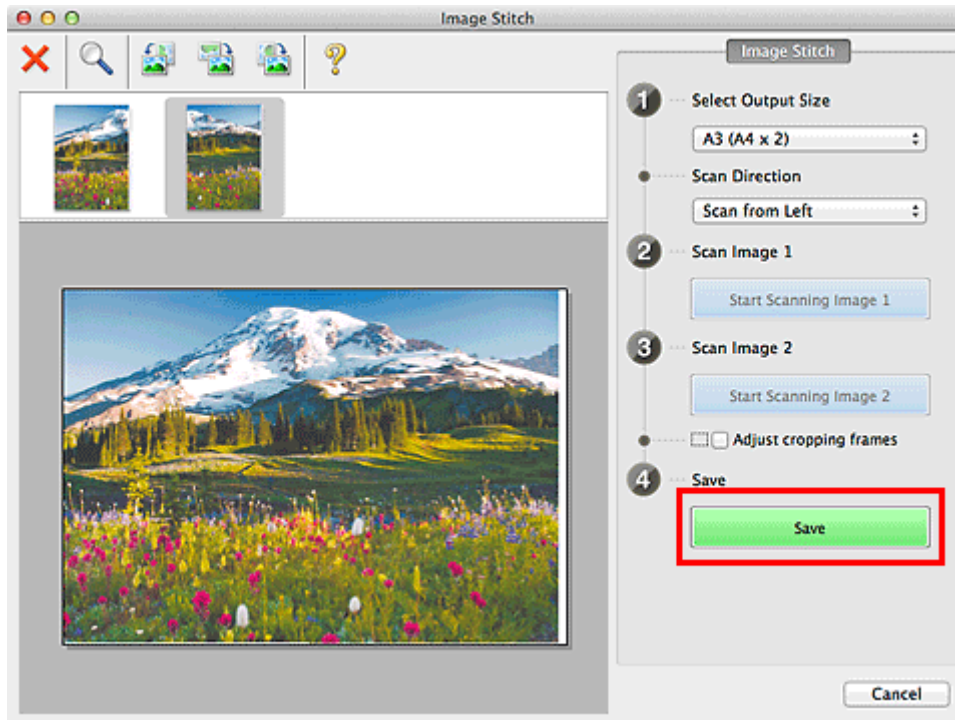 Image Stitch
Image Stitch
1 Select Output Size
A3 (A4 x 2)
Scan Direction
Scan from Left
2 Scan Image 1
Start Scanning Image 1
3 Scan Image 2
Start Scanning Image 2
Adjust cropping frames
4 Save
Save
Cancel